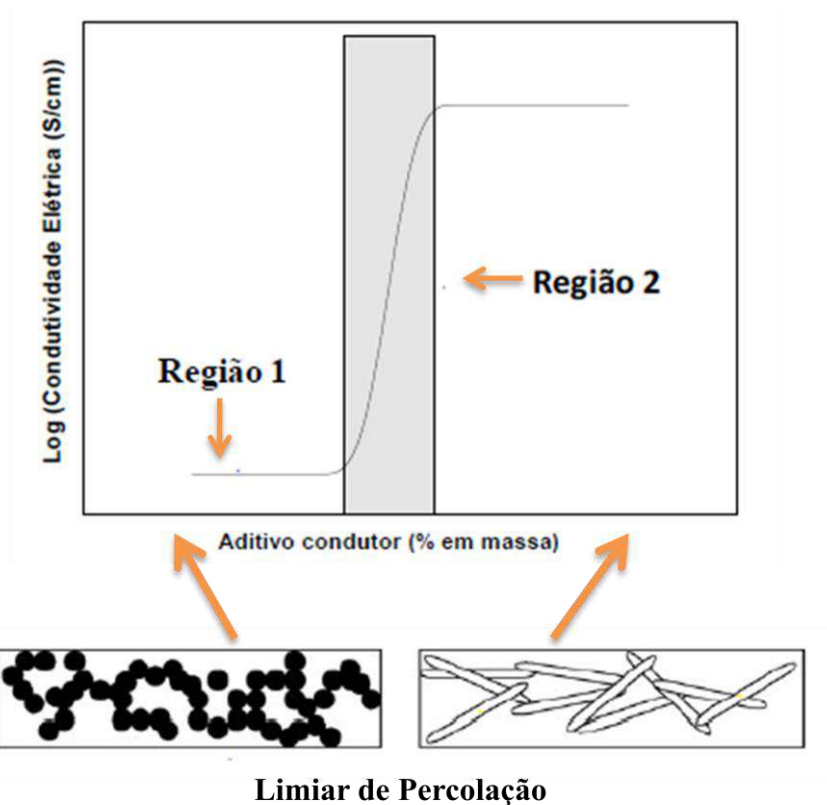 Log (Condutividade Elétrica (S/cm))
Região 2
Região 1
Aditivo condutor (% em massa)
Limiar de Percolação